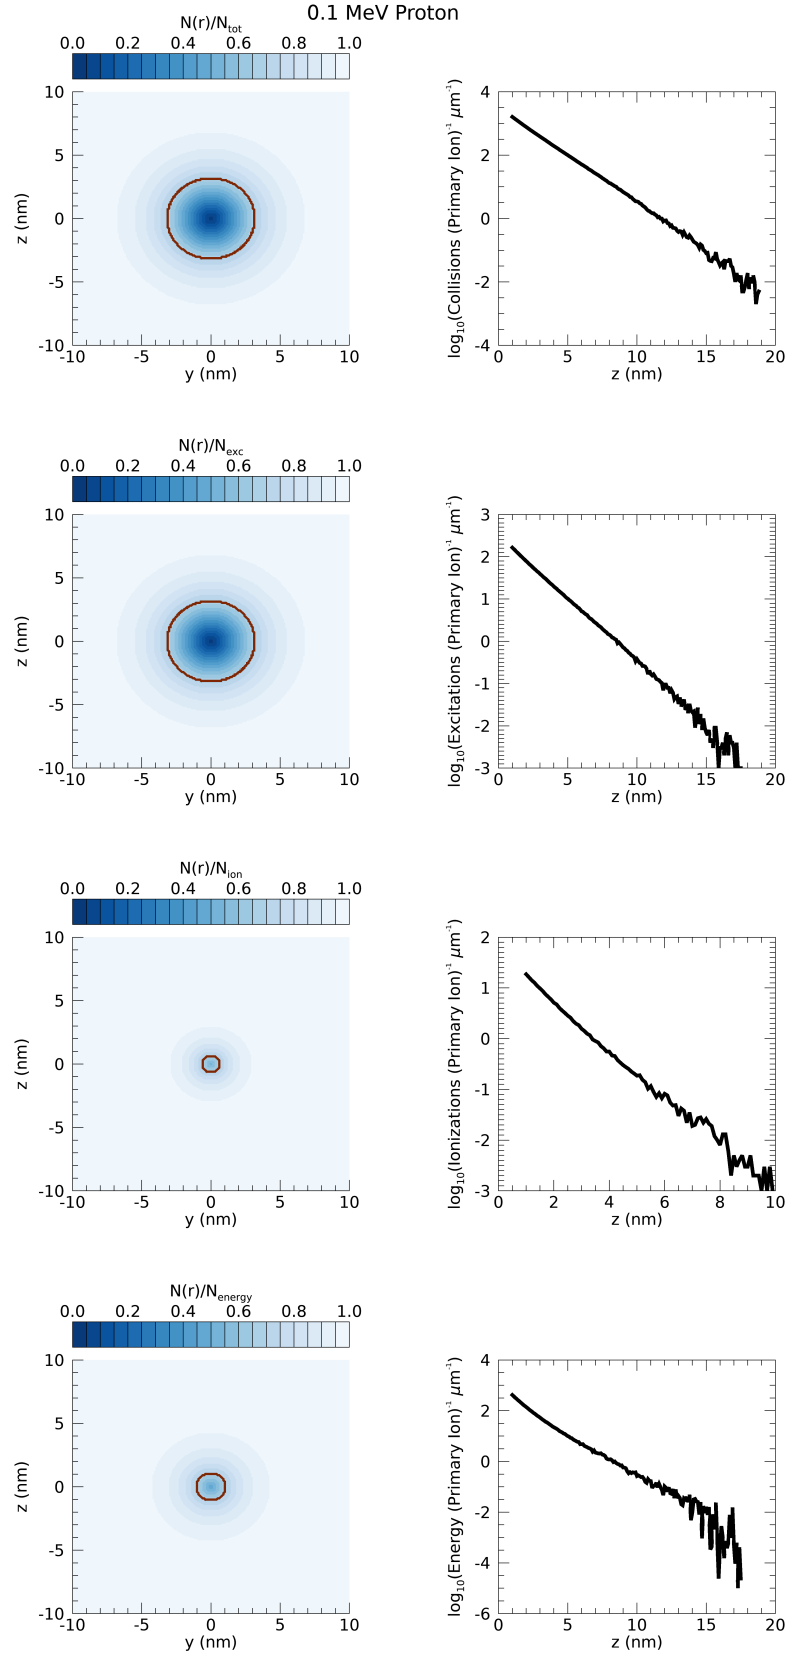 0.1 MeV Proton
N(r)/N_tot
0.0 0.2 0.4 0.6 0.8 1.0
10
5
0
-5
-10
z (nm)
-10 -5 0 5 10
y (nm)
4
2
0
-2
-4
log₁₀(Collisions (Primary Ion)⁻¹ μm⁻¹)
0 5 10 15 20
z (nm)
N(r)/N_exc
0.0 0.2 0.4 0.6 0.8 1.0
10
5
0
-5
-10
z (nm)
-10 -5 0 5 10
y (nm)
3
2
1
0
-1
-2
-3
log₁₀(Excitations (Primary Ion)⁻¹ μm⁻¹)
0 5 10 15 20
z (nm)
N(r)/N_ion
0.0 0.2 0.4 0.6 0.8 1.0
10
5
0
-5
-10
z (nm)
-10 -5 0 5 10
y (nm)
2
1
0
-1
-2
-3
log₁₀(Ionizations (Primary Ion)⁻¹ μm⁻¹)
0 2 4 6 8 10
z (nm)
N(r)/N_energy
0.0 0.2 0.4 0.6 0.8 1.0
10
5
0
-5
-10
z (nm)
-10 -5 0 5 10
y (nm)
4
2
0
-2
-4
-6
log₁₀(Energy (Primary Ion)⁻¹ μm⁻¹)
0 5 10 15 20
z (nm)